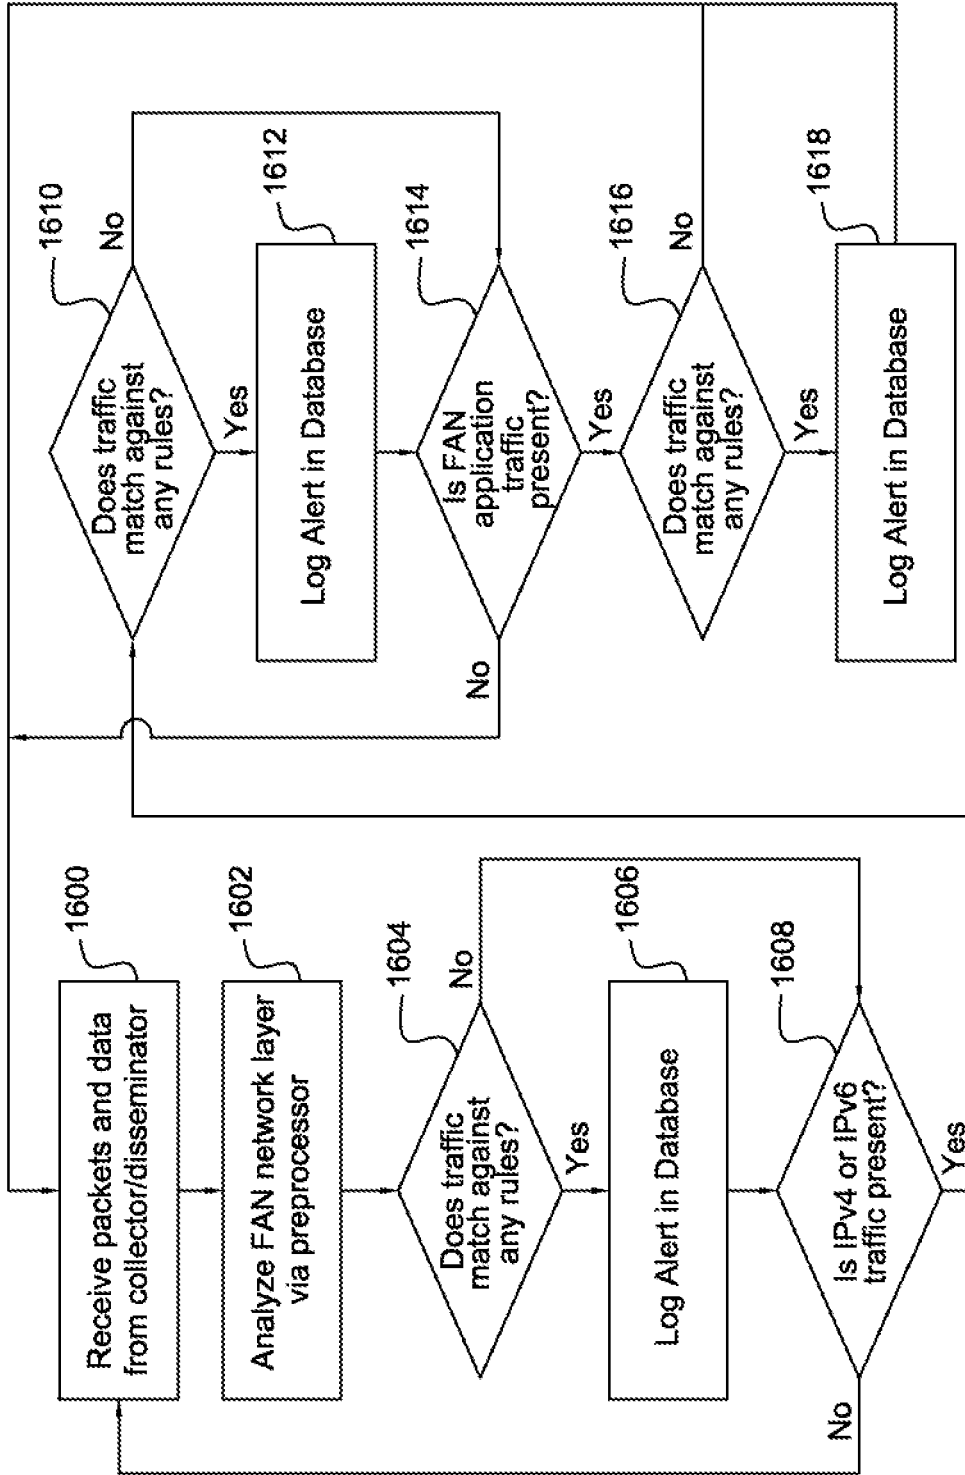 Receive packets and data
from collector/disseminator
1600
Analyze FAN network layer
via preprocessor
1602
Does traffic
match against
any rules?
1604
No
Yes
Log Alert in Database
1606
Is IPv4 or IPv6
traffic present?
1608
No
Yes
Does traffic
match against
any rules?
1610
No
Yes
Log Alert in Database
1612
Is FAN
application
traffic
present?
1614
No
Yes
Does traffic
match against
any rules?
1616
No
Yes
Log Alert in Database
1618